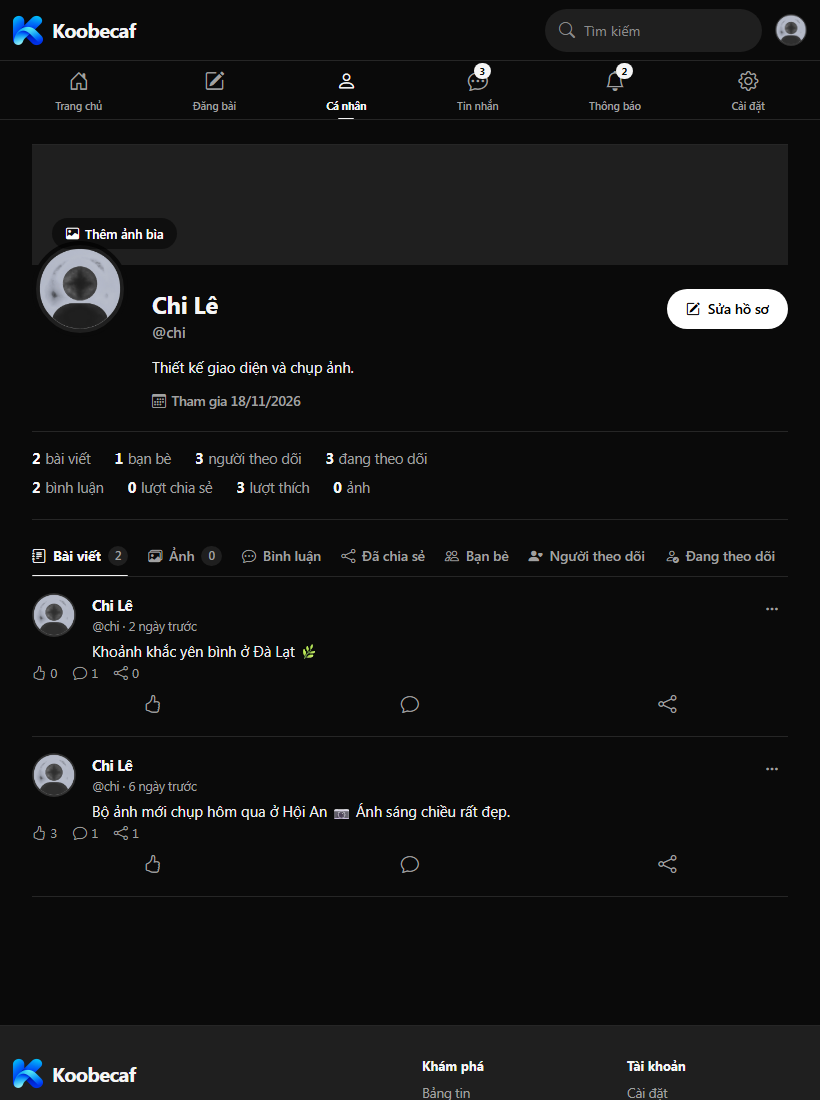 Koobecaf
Tìm kiếm
Trang chủ
Đăng bài
Cá nhân
3
Tin nhắn
2
Thông báo
Cài đặt
Thêm ảnh bìa
Chi Lê
@chi
Sửa hồ sơ
Thiết kế giao diện và chụp ảnh.
Tham gia 18/11/2026
2 bài viết 1 bạn bè 3 người theo dõi 3 đang theo dõi
2 bình luận 0 lượt chia sẻ 3 lượt thích 0 ảnh
Bài viết 2 Ảnh 0 Bình luận Đã chia sẻ Bạn bè Người theo dõi Đang theo dõi
Chi Lê
@chi · 2 ngày trước
Khoảnh khắc yên bình ở Đà Lạt 🌿
0 1 0
Chi Lê
@chi · 6 ngày trước
Bộ ảnh mới chụp hôm qua ở Hội An 📷 Ánh sáng chiều rất đẹp.
3 1 1
Koobecaf
Khám phá
Bảng tin
Tài khoản
Cài đặt